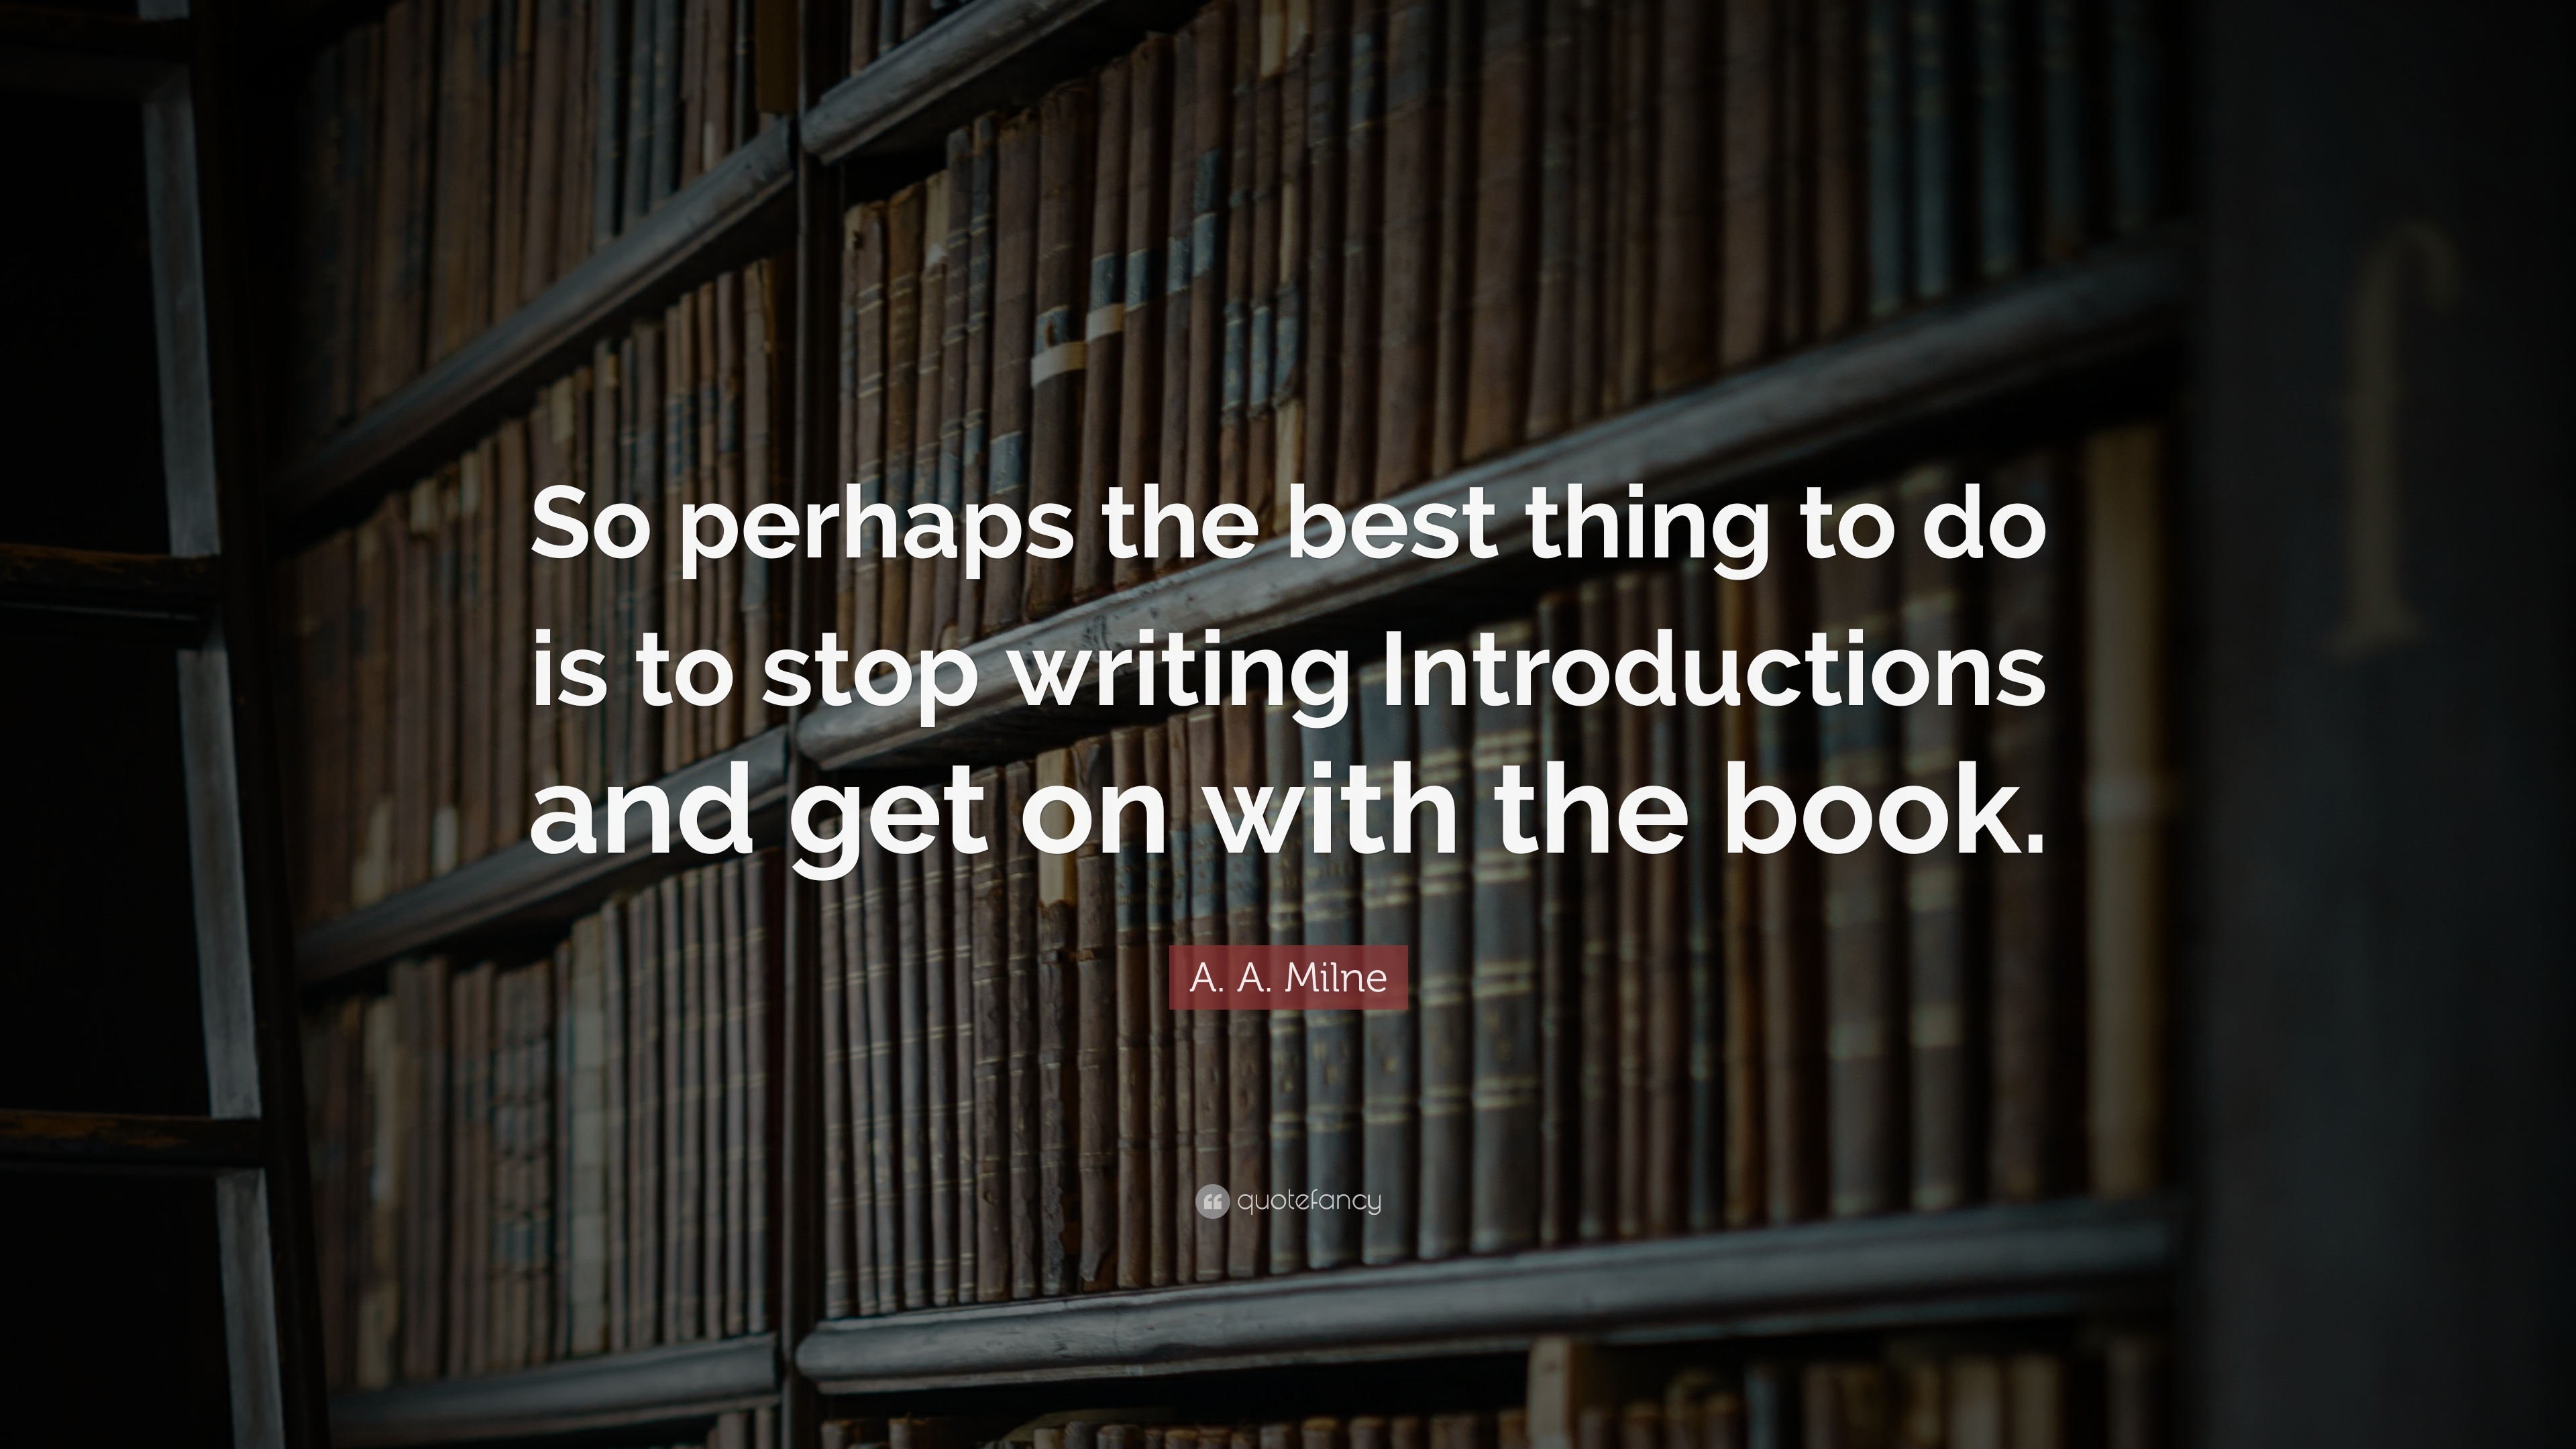 So perhaps the best thing to do
is to stop writing Introductions
and get on with the book.
A. A. Milne
quotefancy